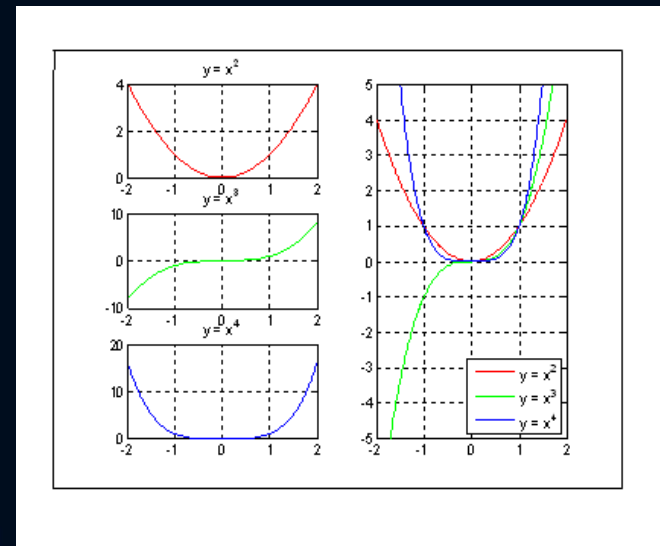 y = x²
4
2
0
-2 -1 0 1 2
y = x³
10
0
-10
-2 -1 0 1 2
y = x⁴
20
10
0
-2 -1 0 1 2
5
4
3
2
1
0
-1
-2
-3
-4
-5
-2 -1 0 1 2
y = x²
y = x³
y = x⁴